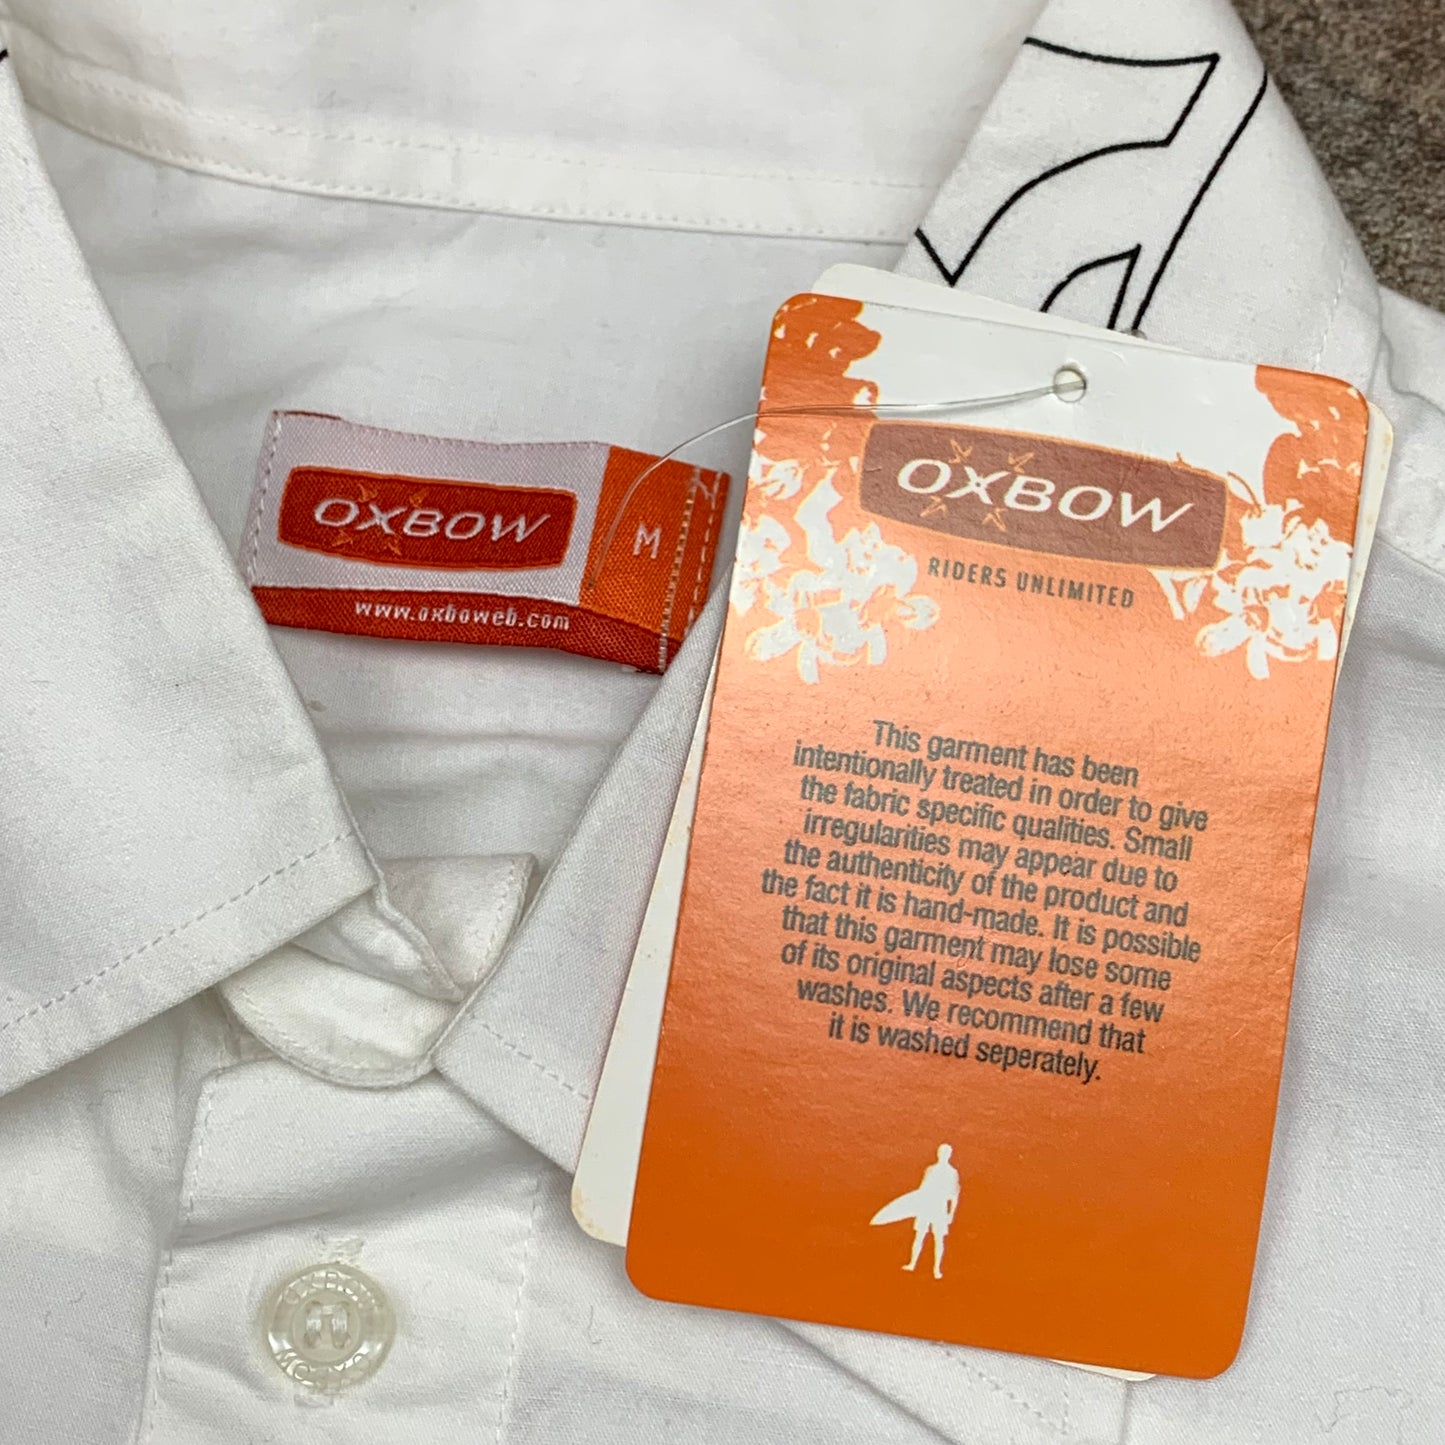 OXBOW
M
www.oxboweb.com
OXBOW
RIDERS UNLIMITED
This garment has been
intentionally treated in order to give
the fabric specific qualities. Small
irregularities may appear due to
the authenticity of the product and
the fact it is hand-made. It is possible
that this garment may lose some
of its original aspects after a few
washes. We recommend that
it is washed seperately.
OXBOW